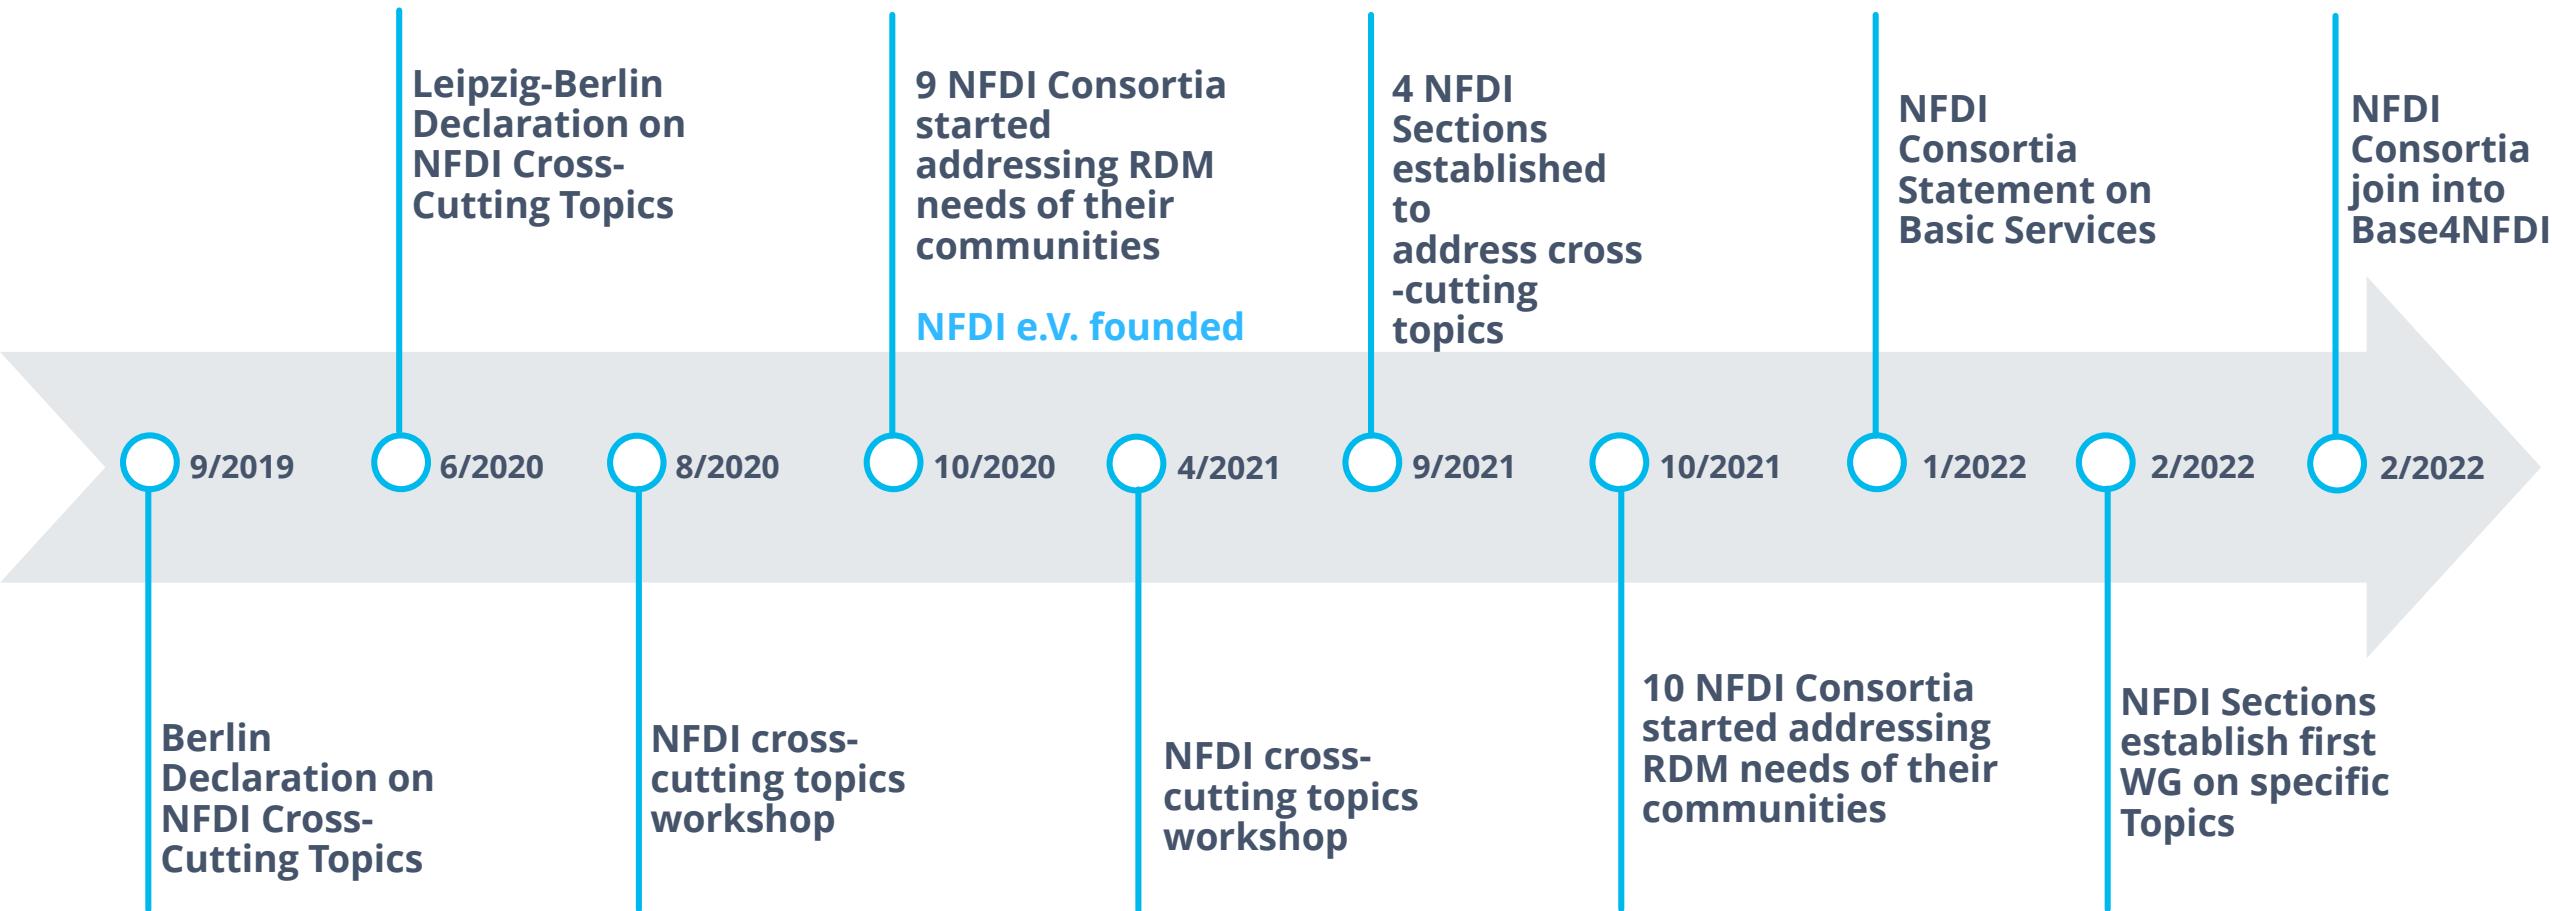 Leipzig-Berlin
Declaration on
NFDI Cross-
Cutting Topics
9 NFDI Consortia
started
addressing RDM
needs of their
communities
NFDI e.V. founded
4 NFDI
Sections
established
to
address cross
-cutting
topics
NFDI
Consortia
Statement on
Basic Services
NFDI
Consortia
join into
Base4NFDI
9/2019
6/2020
8/2020
10/2020
4/2021
9/2021
10/2021
1/2022
2/2022
2/2022
Berlin
Declaration on
NFDI Cross-
Cutting Topics
NFDI cross-
cutting topics
workshop
NFDI cross-
cutting topics
workshop
10 NFDI Consortia
started addressing
RDM needs of their
communities
NFDI Sections
establish first
WG on specific
Topics